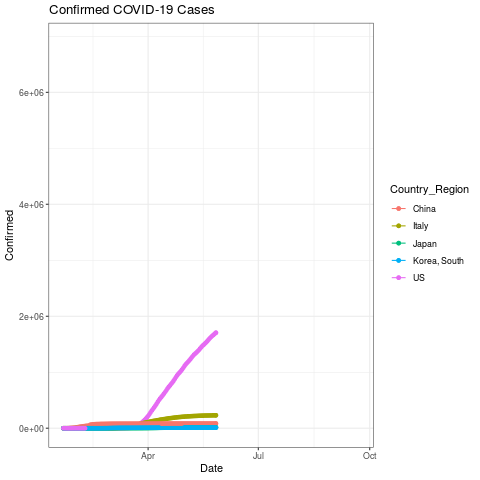 Confirmed COVID-19 Cases
6e+06
4e+06
2e+06
0e+00
Confirmed
Apr
Jul
Oct
Date
Country_Region
China
Italy
Japan
Korea, South
US